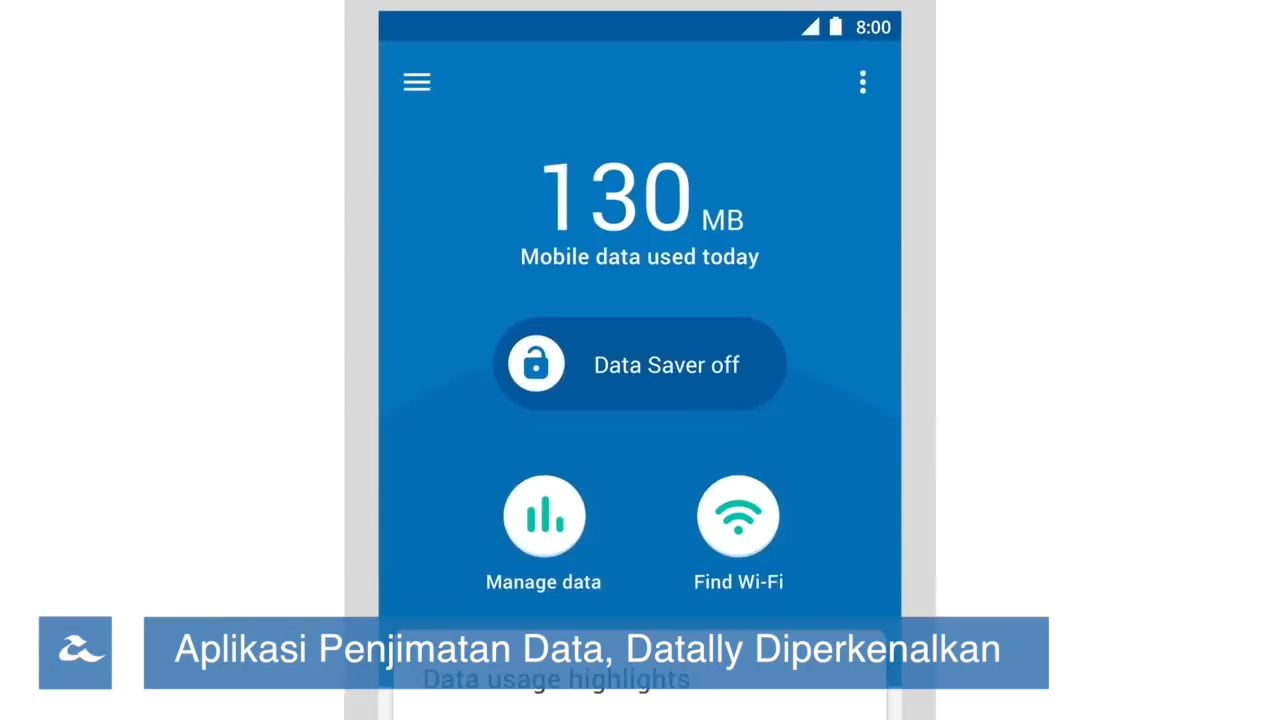 8:00
130 MB
Mobile data used today
Data Saver off
Manage data
Find Wi-Fi
Aplikasi Penjimatan Data, Datally Diperkenalkan
Data usage highlights